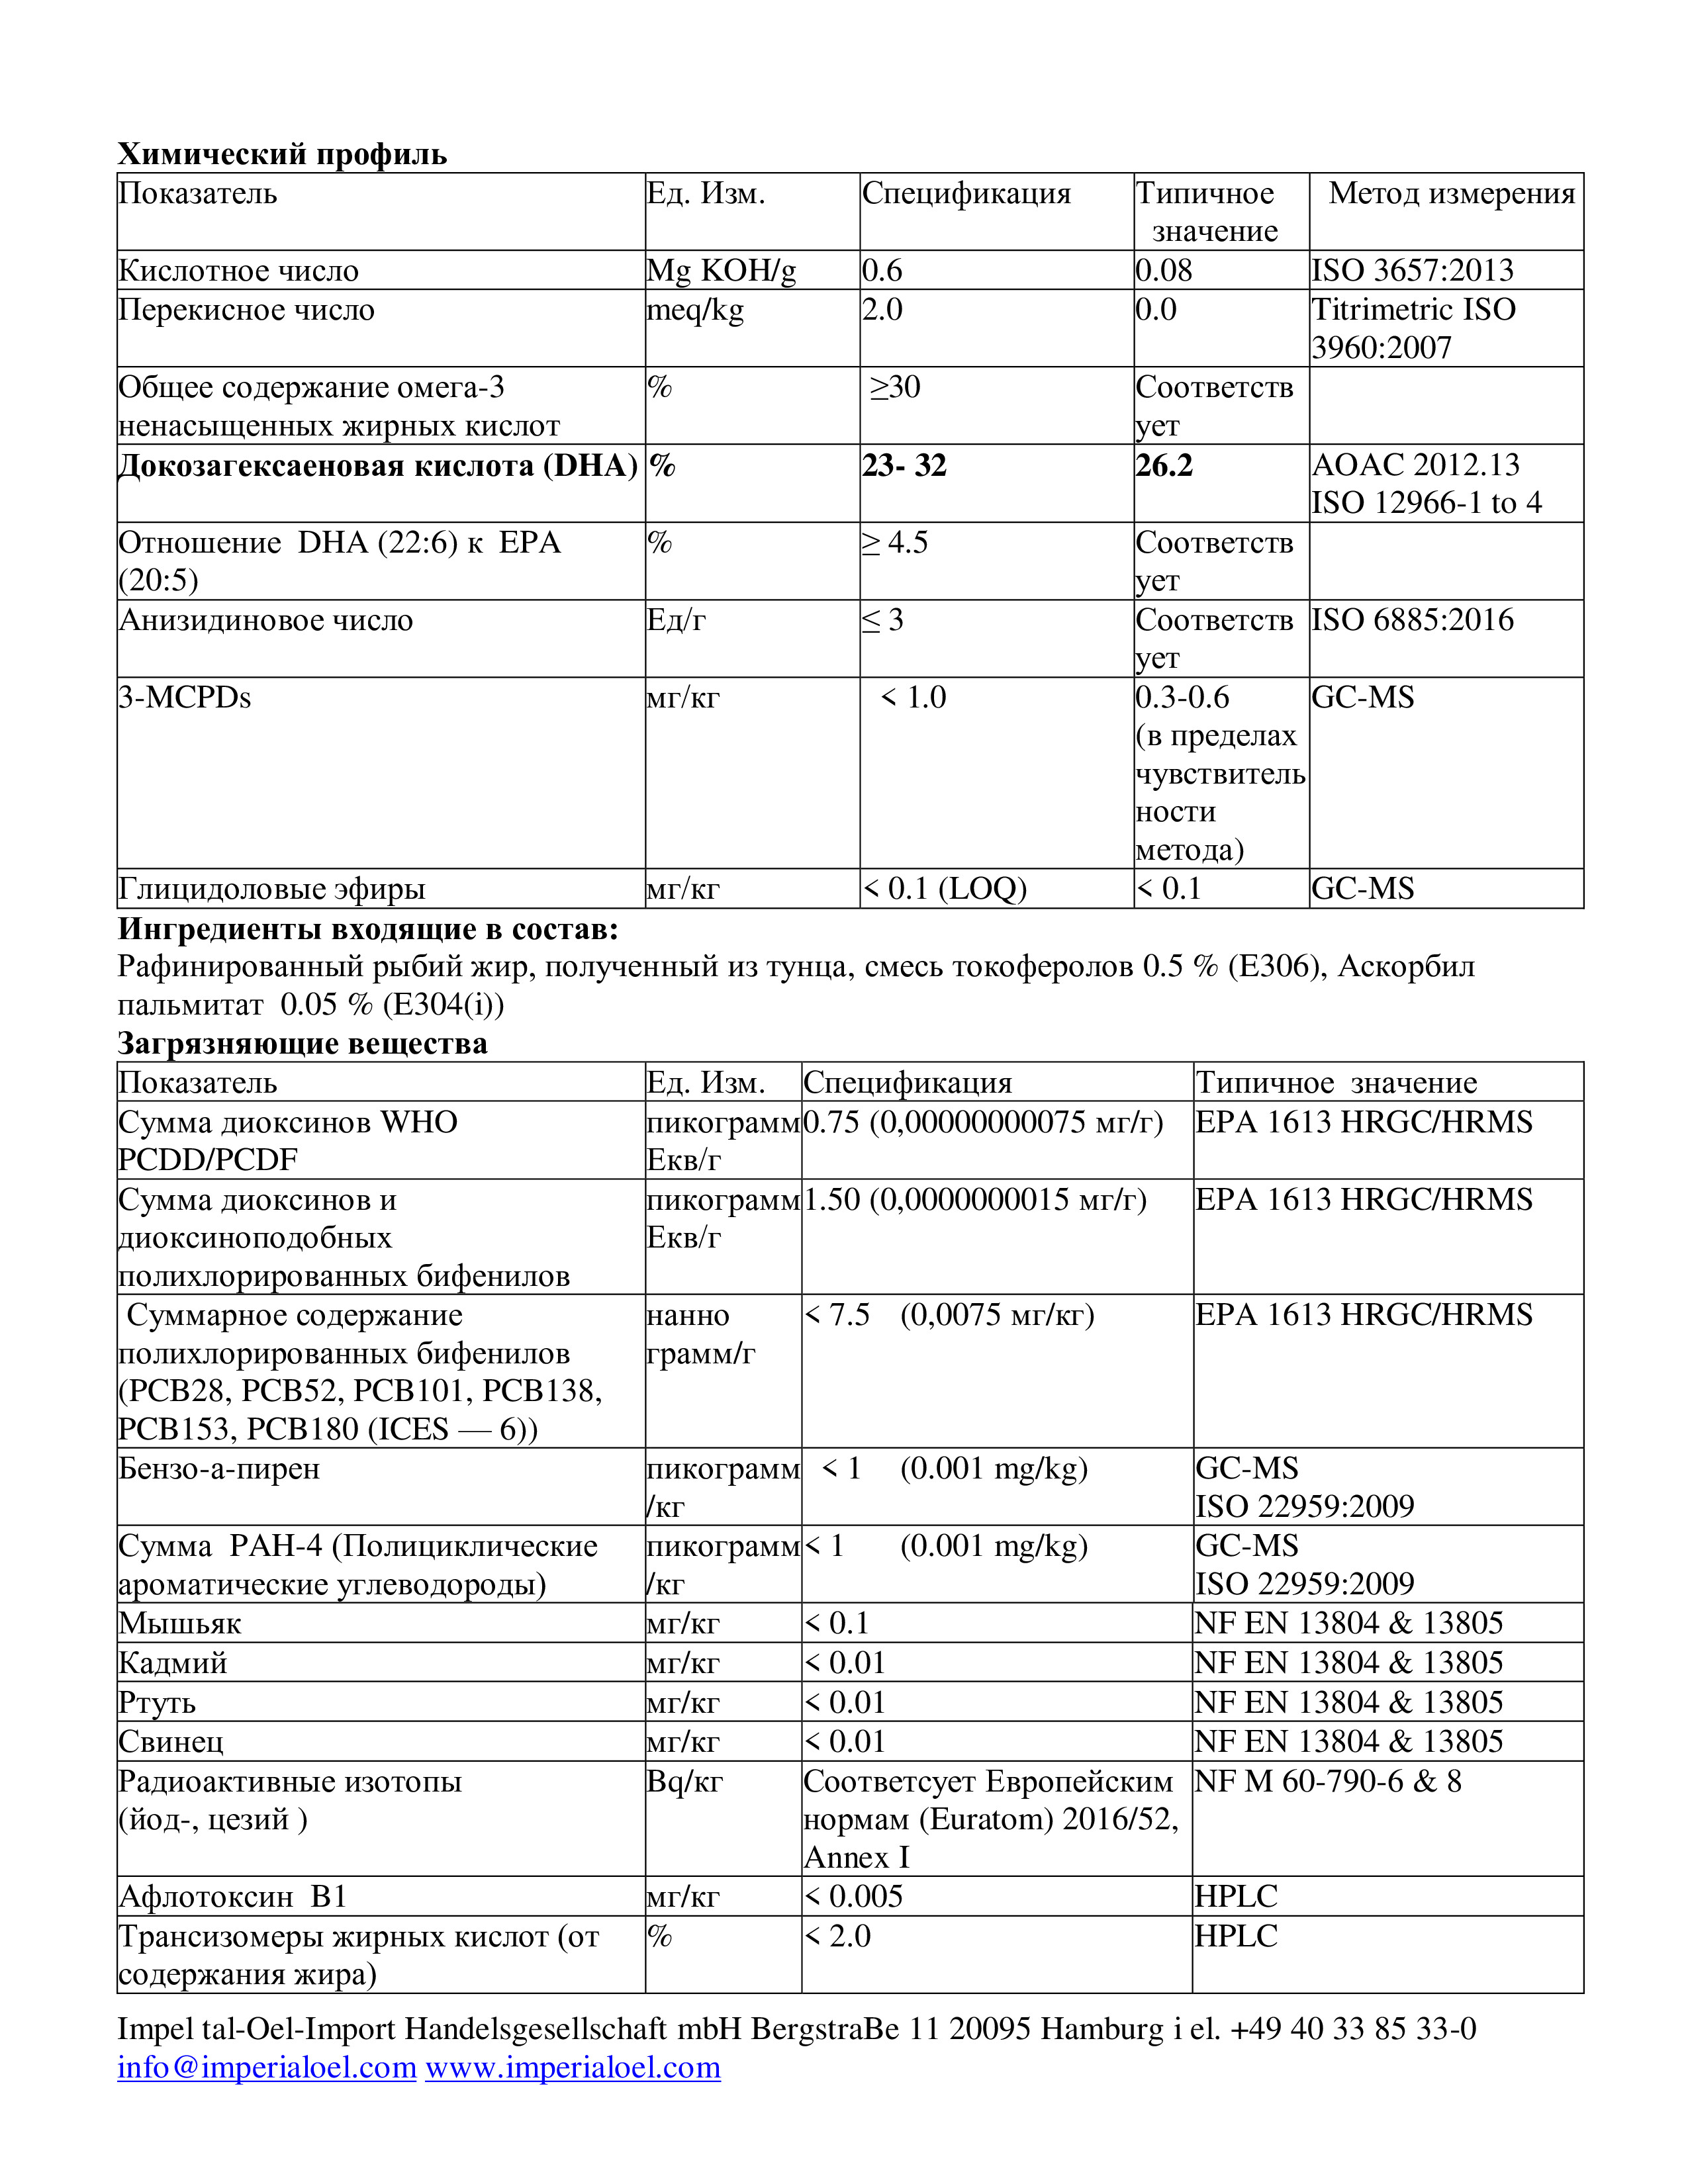 Химический профиль
Показатель Ед. Изм. Спецификация Типичное значение Метод измерения
Кислотное число Mg KOH/g 0.6 0.08 ISO 3657:2013
Перекисное число meq/kg 2.0 0.0 Titrimetric ISO
3960:2007
Общее содержание омега-3 % ≥30 Соответств
ненасыщенных жирных кислот ует
Докозагексаеновая кислота (DHA) % 23- 32 26.2 AOAC 2012.13
ISO 12966-1 to 4
Отношение DHA (22:6) к EPA % ≥ 4.5 Соответств
(20:5) ует
Анизидиновое число Ед/г ≤ 3 Соответств ISO 6885:2016
ует
3-MCPDs мг/кг < 1.0 0.3-0.6 GC-MS
(в пределах
чувствитель
ности
метода)
Глицидоловые эфиры мг/кг < 0.1 (LOQ) < 0.1 GC-MS
Ингредиенты входящие в состав:
Рафинированный рыбий жир, полученный из тунца, смесь токоферолов 0.5 % (E306), Аскорбил
пальмитат 0.05 % (E304(i))
Загрязняющие вещества
Показатель Ед. Изм. Спецификация Типичное значение
Сумма диоксинов WHO пикограмм 0.75 (0,00000000075 мг/г) EPA 1613 HRGC/HRMS
PCDD/PCDF Екв/г
Сумма диоксинов и пикограмм 1.50 (0,0000000015 мг/г) EPA 1613 HRGC/HRMS
диоксиноподобных Екв/г
полихлорированных бифенилов
Суммарное содержание нанно < 7.5 (0,0075 мг/кг) EPA 1613 HRGC/HRMS
полихлорированных бифенилов грамм/г
(PCB28, PCB52, PCB101, PCB138,
PCB153, PCB180 (ICES — 6))
Бензо-а-пирен пикограмм < 1 (0.001 mg/kg) GC-MS
/кг ISO 22959:2009
Сумма PAH-4 (Полициклические пикограмм < 1 (0.001 mg/kg) GC-MS
ароматические углеводороды) /кг ISO 22959:2009
Мышьяк мг/кг < 0.1 NF EN 13804 & 13805
Кадмий мг/кг < 0.01 NF EN 13804 & 13805
Ртуть мг/кг < 0.01 NF EN 13804 & 13805
Свинец мг/кг < 0.01 NF EN 13804 & 13805
Радиоактивные изотопы Bq/кг Соответсует Европейским NF M 60-790-6 & 8
(йод-, цезий ) нормам (Euratom) 2016/52,
Annex I
Афлотоксин B1 мг/кг < 0.005 HPLC
Трансизомеры жирных кислот (от % < 2.0 HPLC
содержания жира)
Impel tal-Oel-Import Handelsgesellschaft mbH BergstraBe 11 20095 Hamburg i el. +49 40 33 85 33-0
info@imperialoel.com www.imperialoel.com